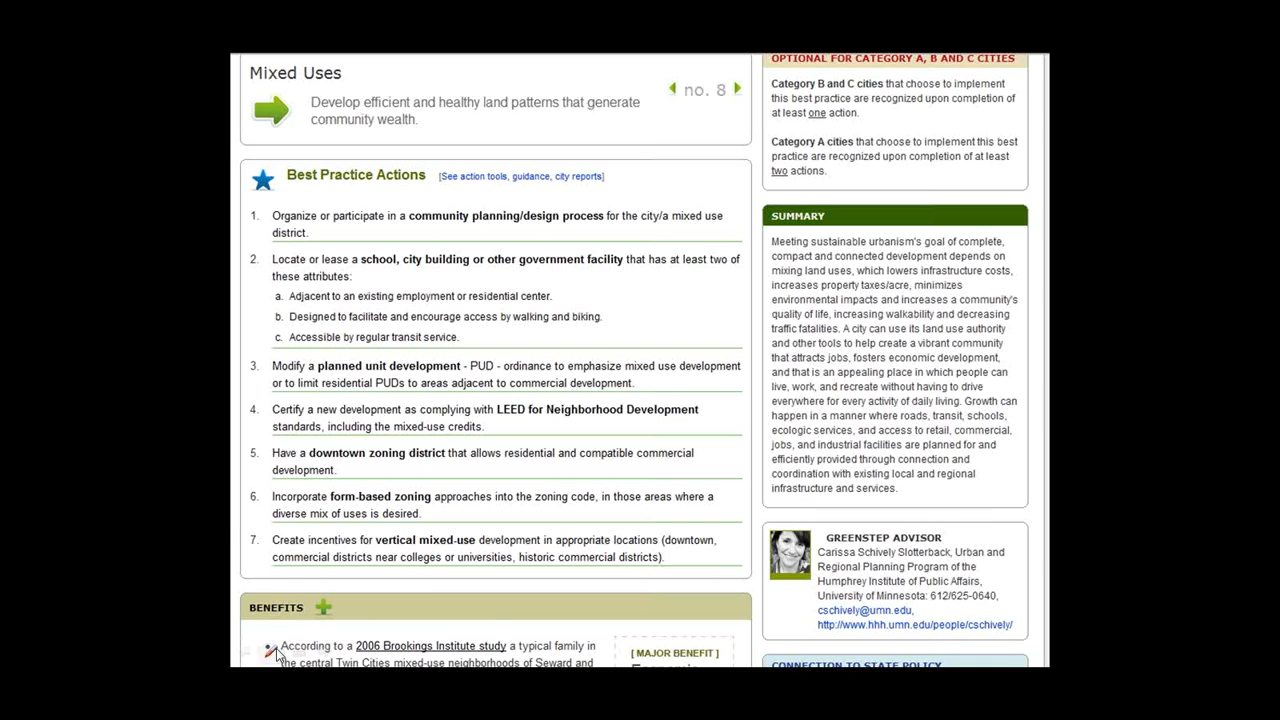 Mixed Uses
no. 8
Develop efficient and healthy land patterns that generate
community wealth.
Best Practice Actions [See action tools, guidance, city reports]
1. Organize or participate in a community planning/design process for the city/a mixed use
district.
2. Locate or lease a school, city building or other government facility that has at least two of
these attributes:
a. Adjacent to an existing employment or residential center.
b. Designed to facilitate and encourage access by walking and biking.
c. Accessible by regular transit service.
3. Modify a planned unit development - PUD - ordinance to emphasize mixed use development
or to limit residential PUDs to areas adjacent to commercial development.
4. Certify a new development as complying with LEED for Neighborhood Development
standards, including the mixed-use credits.
5. Have a downtown zoning district that allows residential and compatible commercial
development.
6. Incorporate form-based zoning approaches into the zoning code, in those areas where a
diverse mix of uses is desired.
7. Create incentives for vertical mixed-use development in appropriate locations (downtown,
commercial districts near colleges or universities, historic commercial districts).
BENEFITS
According to a 2006 Brookings Institute study a typical family in
the central Twin Cities mixed-use neighborhoods of Seward and
[ MAJOR BENEFIT ]
OPTIONAL FOR CATEGORY A, B AND C CITIES
Category B and C cities that choose to implement
this best practice are recognized upon completion of
at least one action.
Category A cities that choose to implement this best
practice are recognized upon completion of at least
two actions.
SUMMARY
Meeting sustainable urbanism's goal of complete,
compact and connected development depends on
mixing land uses, which lowers infrastructure costs,
increases property taxes/acre, minimizes
environmental impacts and increases a community's
quality of life, increasing walkability and decreasing
traffic fatalities. A city can use its land use authority
and other tools to help create a vibrant community
that attracts jobs, fosters economic development,
and that is an appealing place in which people can
live, work, and recreate without having to drive
everywhere for every activity of daily living. Growth can
happen in a manner where roads, transit, schools,
ecologic services, and access to retail, commercial,
jobs, and industrial facilities are planned for and
efficiently provided through connection and
coordination with existing local and regional
infrastructure and services.
GREENSTEP ADVISOR
Carissa Schively Slotterback, Urban and
Regional Planning Program of the
Humphrey Institute of Public Affairs,
University of Minnesota: 612/625-0640,
cschively@umn.edu,
http://www.hhh.umn.edu/people/cschively/
CONNECTION TO STATE POLICY